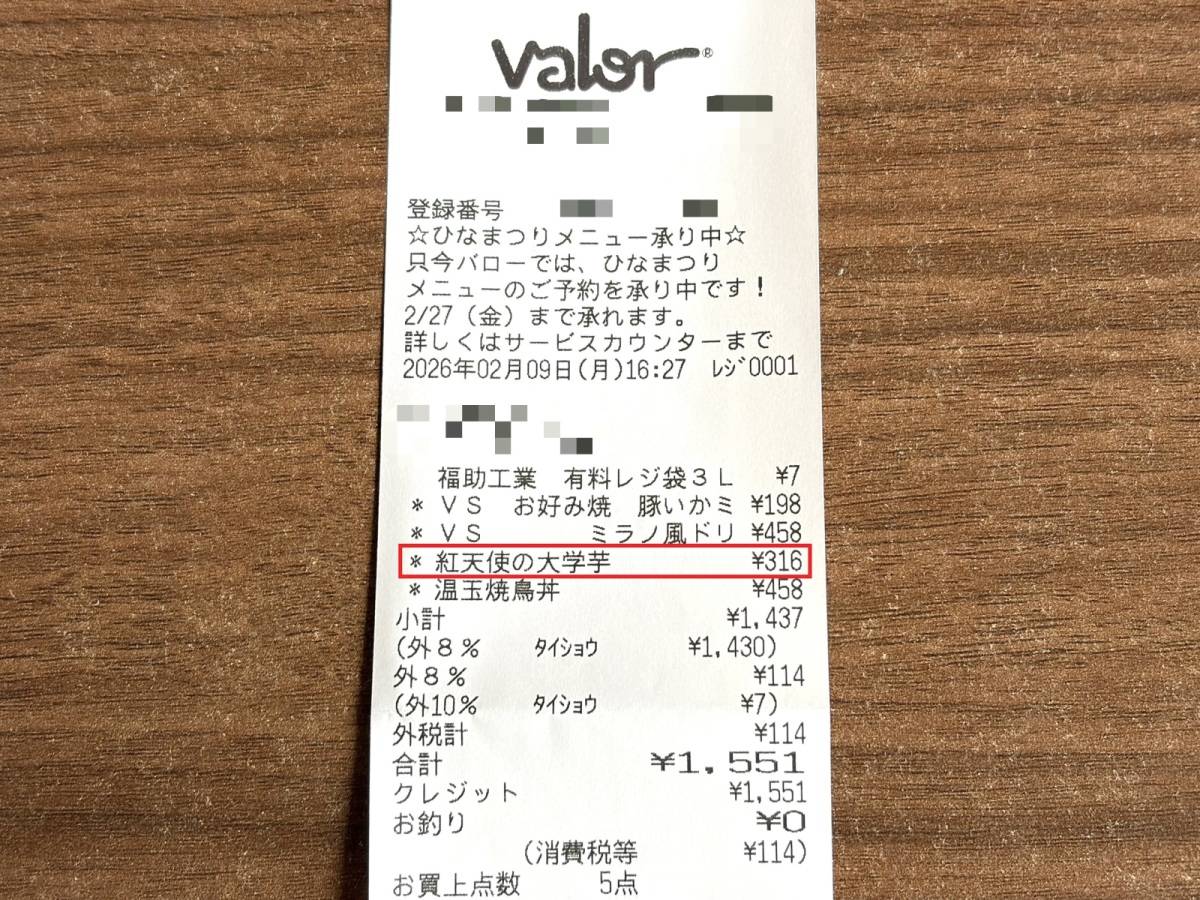 valor®
登録番号
☆ひなまつりメニュー承り中☆
只今バローでは、ひなまつり
メニューのご予約を承り中です！
2/27（金）まで承れます。
詳しくはサービスカウンターまで
2026年02月09日(月)16:27 ﾚｼﾞ0001
福助工業 有料レジ袋３Ｌ ¥7
＊ ＶＳ お好み焼 豚いかミ ¥198
＊ ＶＳ ミラノ風ドリ ¥458
＊ 紅天使の大学芋 ¥316
＊ 温玉焼鳥丼 ¥458
小計 ¥1,437
(外８％ ﾀｲｼｮｳ ¥1,430)
外８％ ¥114
(外10％ ﾀｲｼｮｳ ¥7)
外税計 ¥114
合計 ¥1,551
クレジット ¥1,551
お釣り ¥0
(消費税等 ¥114)
お買上点数 5点